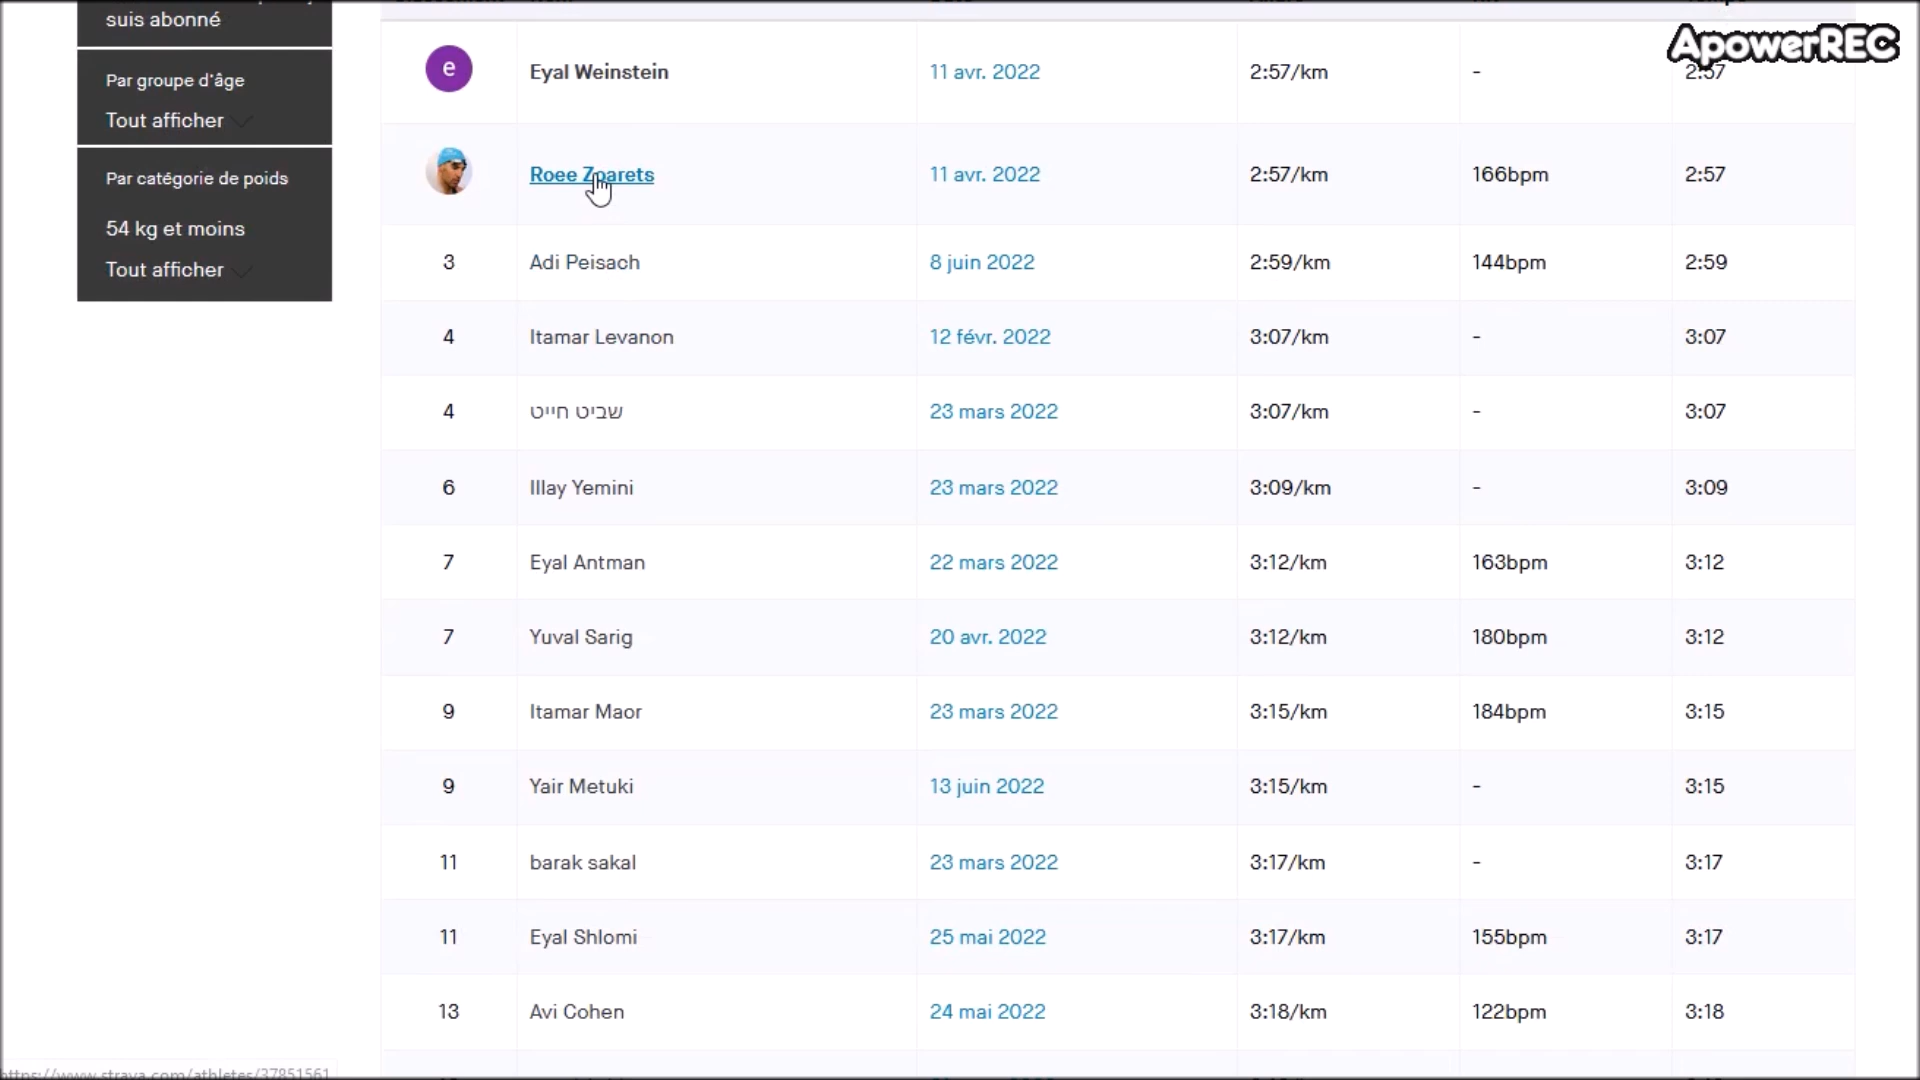 suis abonné
Par groupe d'âge
Tout afficher
Par catégorie de poids
54 kg et moins
Tout afficher
ApowerREC
e Eyal Weinstein 11 avr. 2022 2:57/km - 2:57
Roee Zparets 11 avr. 2022 2:57/km 166bpm 2:57
3 Adi Peisach 8 juin 2022 2:59/km 144bpm 2:59
4 Itamar Levanon 12 févr. 2022 3:07/km - 3:07
4 שביט חייט 23 mars 2022 3:07/km - 3:07
6 Illay Yemini 23 mars 2022 3:09/km - 3:09
7 Eyal Antman 22 mars 2022 3:12/km 163bpm 3:12
7 Yuval Sarig 20 avr. 2022 3:12/km 180bpm 3:12
9 Itamar Maor 23 mars 2022 3:15/km 184bpm 3:15
9 Yair Metuki 13 juin 2022 3:15/km - 3:15
11 barak sakal 23 mars 2022 3:17/km - 3:17
11 Eyal Shlomi 25 mai 2022 3:17/km 155bpm 3:17
13 Avi Cohen 24 mai 2022 3:18/km 122bpm 3:18
https://www.strava.com/athletes/37851561